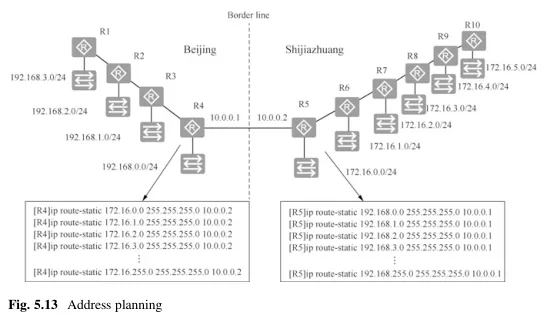 Border line
R10
R9
R1
R8
R2
Beijing
Shijiazhuang
R7
R3
R6
172.16.5.0/24
192.168.3.0/24
172.16.4.0/24
R4
R5
192.168.2.0/24
172.16.3.0/24
10.0.0.1
10.0.0.2
172.16.2.0/24
192.168.1.0/24
172.16.1.0/24
192.168.0.0/24
172.16.0.0/24
[R4]ip route-static 172.16.0.0 255.255.255.0 10.0.0.2
[R4]ip route-static 172.16.1.0 255.255.255.0 10.0.0.2
[R4]ip route-static 172.16.2.0 255.255.255.0 10.0.0.2
[R4]ip route-static 172.16.3.0 255.255.255.0 10.0.0.2
⋮
[R4]ip route-static 172.16.255.0 255.255.255.0 10.0.0.2
[R5]ip route-static 192.168.0.0 255.255.255.0 10.0.0.1
[R5]ip route-static 192.168.1.0 255.255.255.0 10.0.0.1
[R5]ip route-static 192.168.2.0 255.255.255.0 10.0.0.1
[R5]ip route-static 192.168.3.0 255.255.255.0 10.0.0.1
⋮
[R5]ip route-static 192.168.255.0 255.255.255.0 10.0.0.1
Fig. 5.13 Address planning